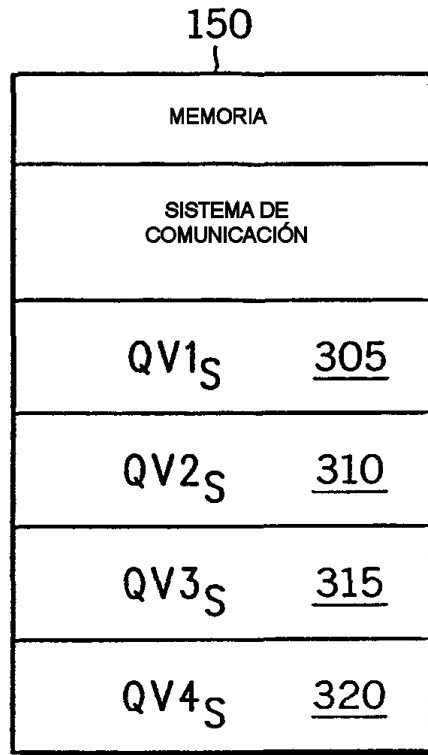 150
MEMORIA
SISTEMA DE
COMUNICACIÓN
QV1S 305
QV2S 310
QV3S 315
QV4S 320